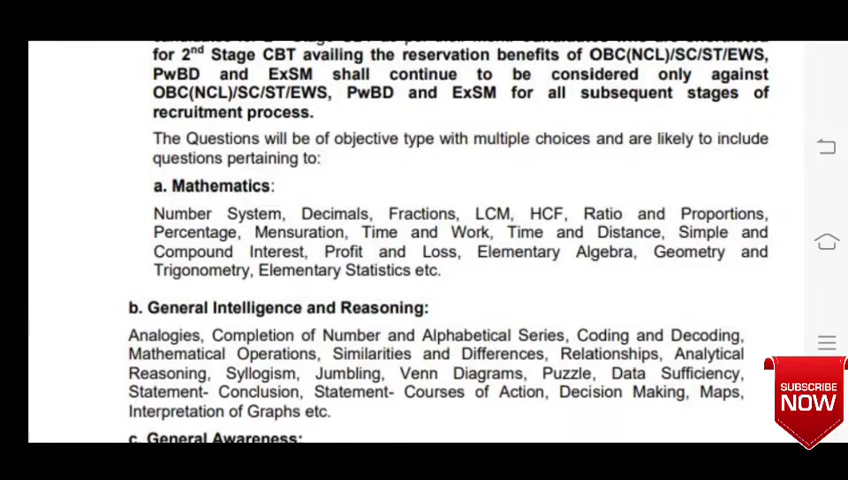 for 2nd Stage CBT availing the reservation benefits of OBC(NCL)/SC/ST/EWS,
PwBD and ExSM shall continue to be considered only against
OBC(NCL)/SC/ST/EWS, PwBD and ExSM for all subsequent stages of
recruitment process.
The Questions will be of objective type with multiple choices and are likely to include
questions pertaining to:
a. Mathematics:
Number System, Decimals, Fractions, LCM, HCF, Ratio and Proportions,
Percentage, Mensuration, Time and Work, Time and Distance, Simple and
Compound Interest, Profit and Loss, Elementary Algebra, Geometry and
Trigonometry, Elementary Statistics etc.
b. General Intelligence and Reasoning:
Analogies, Completion of Number and Alphabetical Series, Coding and Decoding,
Mathematical Operations, Similarities and Differences, Relationships, Analytical
Reasoning, Syllogism, Jumbling, Venn Diagrams, Puzzle, Data Sufficiency,
Statement- Conclusion, Statement- Courses of Action, Decision Making, Maps,
Interpretation of Graphs etc.
c. General Awareness:
SUBSCRIBE
NOW